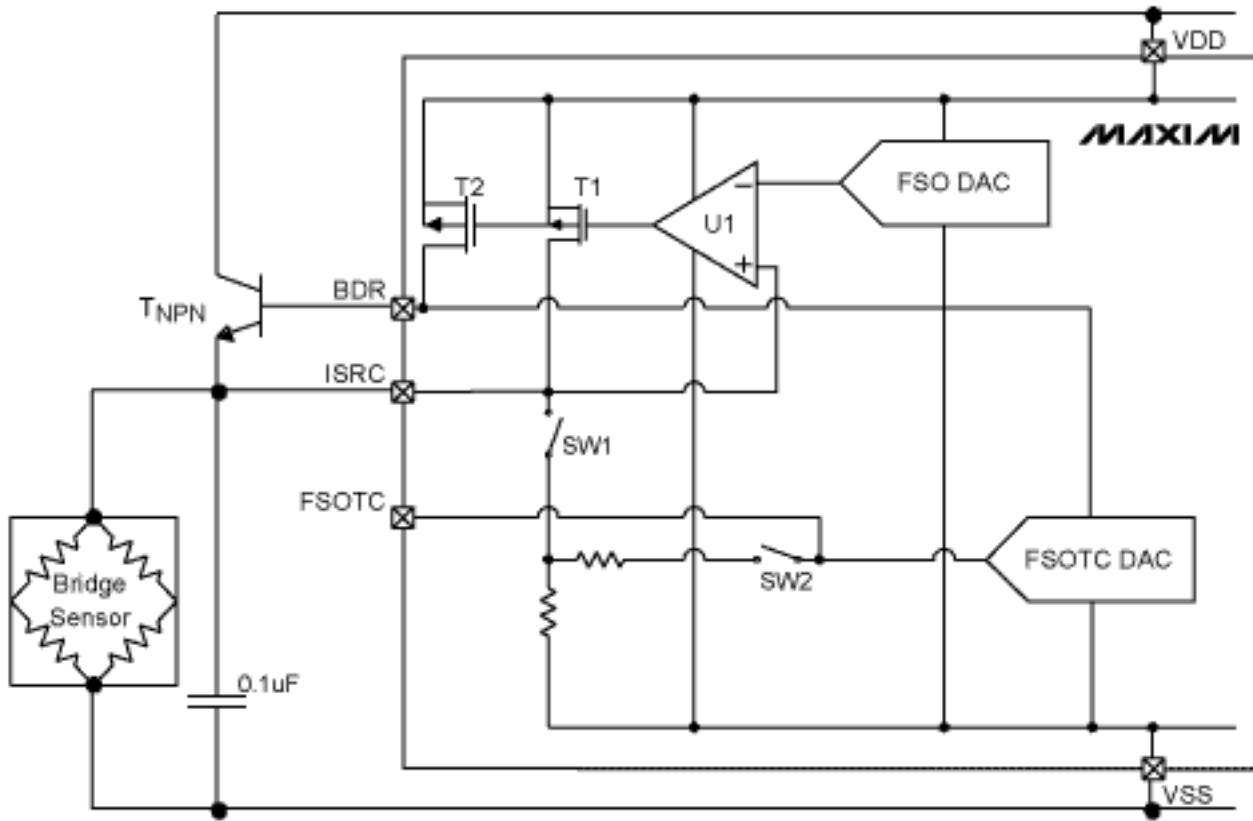 VDD
MAXIM
FSO DAC
T2
T1
U1
−
+
BDR
TNPN
ISRC
SW1
FSOTC
SW2
FSOTC DAC
Bridge
Sensor
0.1uF
VSS